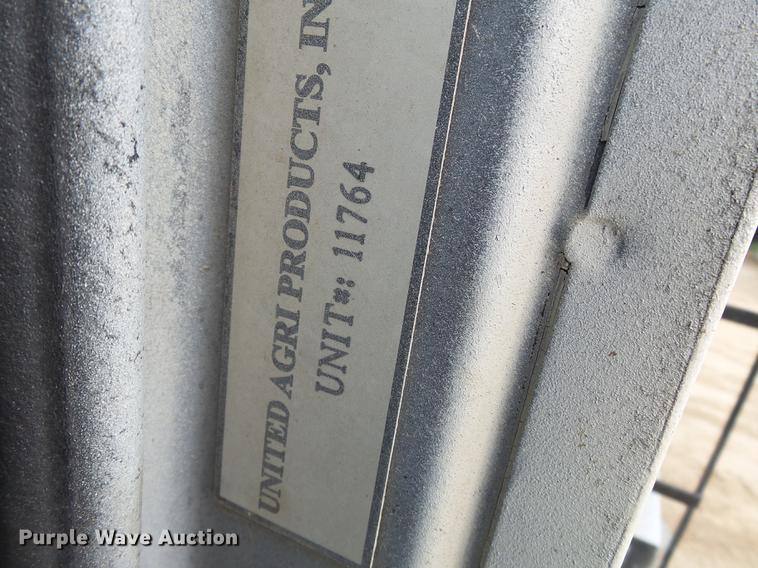 UNITED AGRI PRODUCTS, IN
UNIT#: 11764
Purple Wave Auction